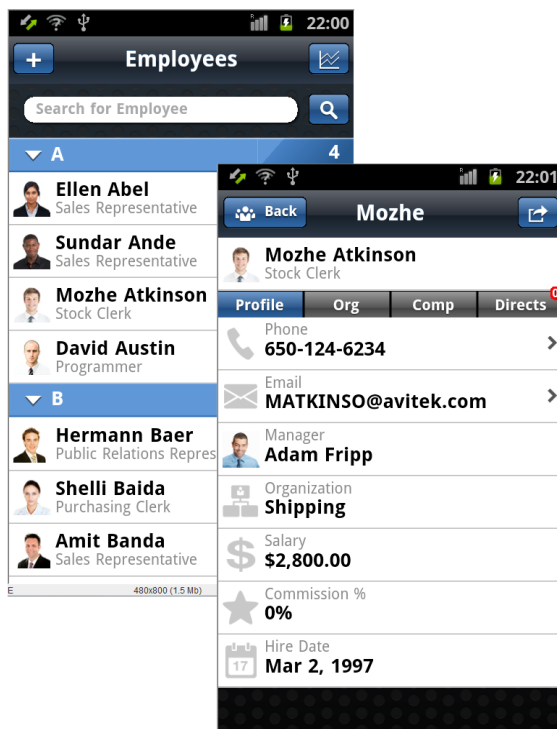 22:00
Employees
Search for Employee
A
4
Ellen Abel
Sales Representative
Sundar Ande
Sales Representative
Mozhe Atkinson
Stock Clerk
David Austin
Programmer
B
Hermann Baer
Public Relations Repres
Shelli Baida
Purchasing Clerk
Amit Banda
Sales Representative
E
480x800 (1.5 Mb)
22:01
Back
Mozhe
Mozhe Atkinson
Stock Clerk
Profile
Org
Comp
Directs
0
Phone
650-124-6234
Email
MATKINSO@avitek.com
Manager
Adam Fripp
Organization
Shipping
Salary
$2,800.00
Commission %
0%
17
Hire Date
Mar 2, 1997